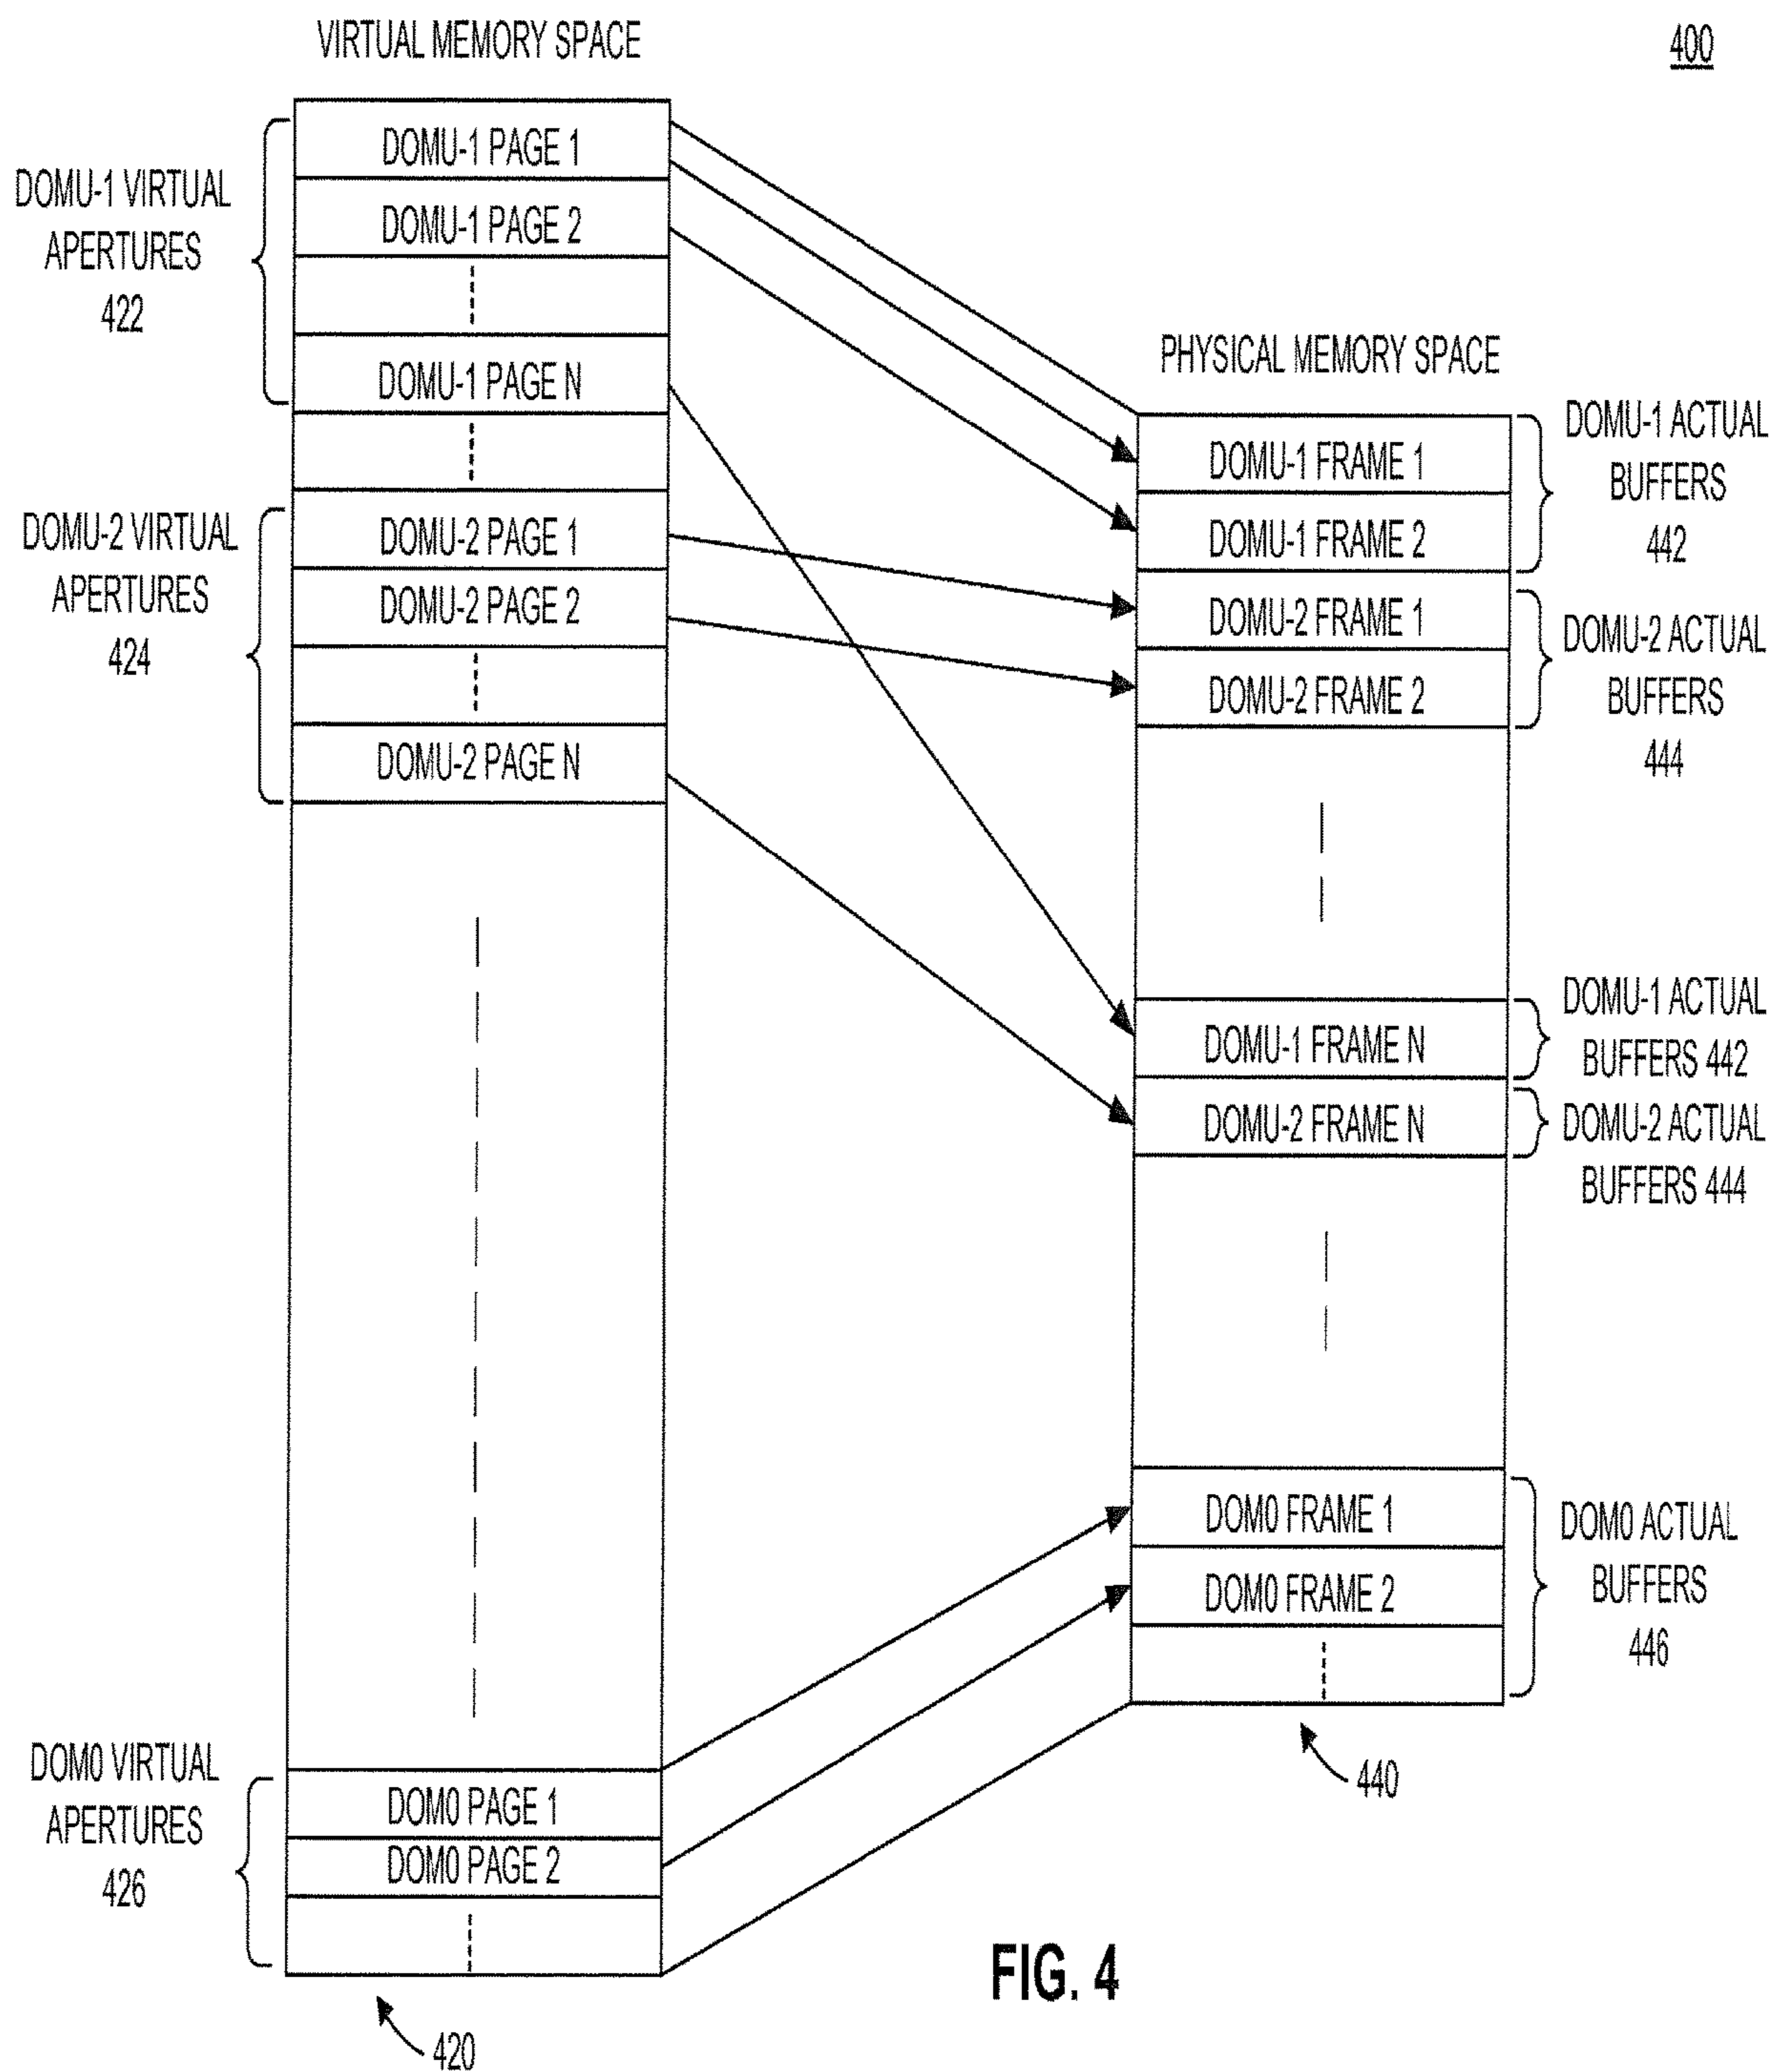 VIRTUAL MEMORY SPACE
400
DOMU-1 VIRTUAL
APERTURES
422
DOMU-1 PAGE 1
DOMU-1 PAGE 2
DOMU-1 PAGE N
DOMU-2 VIRTUAL
APERTURES
424
DOMU-2 PAGE 1
DOMU-2 PAGE 2
DOMU-2 PAGE N
DOM0 VIRTUAL
APERTURES
426
DOM0 PAGE 1
DOM0 PAGE 2
420
PHYSICAL MEMORY SPACE
DOMU-1 FRAME 1
DOMU-1 FRAME 2
DOMU-1 ACTUAL
BUFFERS
442
DOMU-2 FRAME 1
DOMU-2 FRAME 2
DOMU-2 ACTUAL
BUFFERS
444
DOMU-1 FRAME N
DOMU-1 ACTUAL
BUFFERS 442
DOMU-2 FRAME N
DOMU-2 ACTUAL
BUFFERS 444
DOM0 FRAME 1
DOM0 FRAME 2
DOM0 ACTUAL
BUFFERS
446
440
FIG. 4